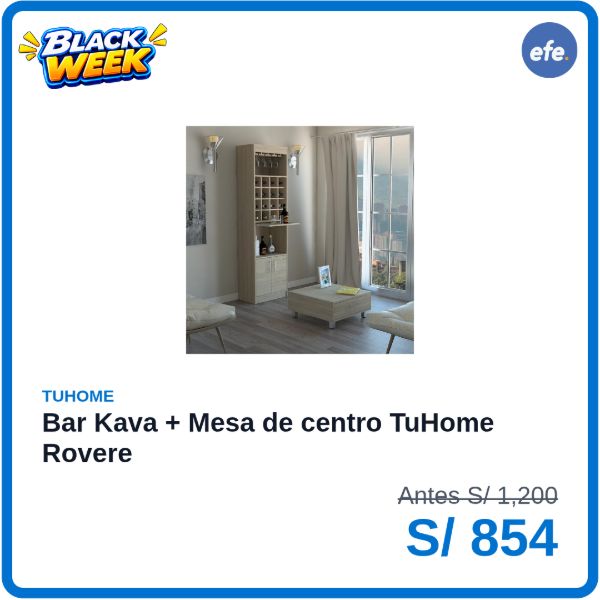 BLACK
WEEK
efe.
TUHOME
Bar Kava + Mesa de centro TuHome
Rovere
Antes S/ 1,200
S/ 854